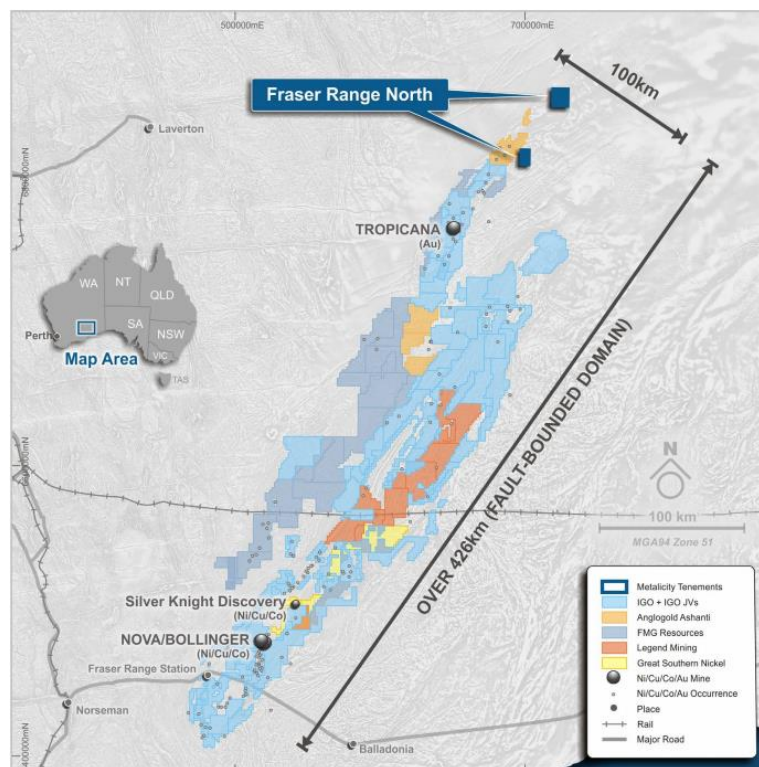 500000mE
700000mE
100km
Fraser Range North
Laverton
TROPICANA
(Au)
WA
NT
QLD
SA
NSW
VIC
TAS
Perth
Map Area
OVER 426km (FAULT-BOUNDED DOMAIN)
N
100 km
MGA94 Zone 51
Silver Knight Discovery
(Ni/Cu/Co)
NOVA/BOLLINGER
(Ni/Cu/Co)
Fraser Range Station
Norseman
Balladonia
Metalicity Tenements
IGO + IGO JVs
Anglogold Ashanti
FMG Resources
Legend Mining
Great Southern Nickel
Ni/Cu/Co/Au Mine
Ni/Cu/Co/Au Occurrence
Place
Rail
Major Road